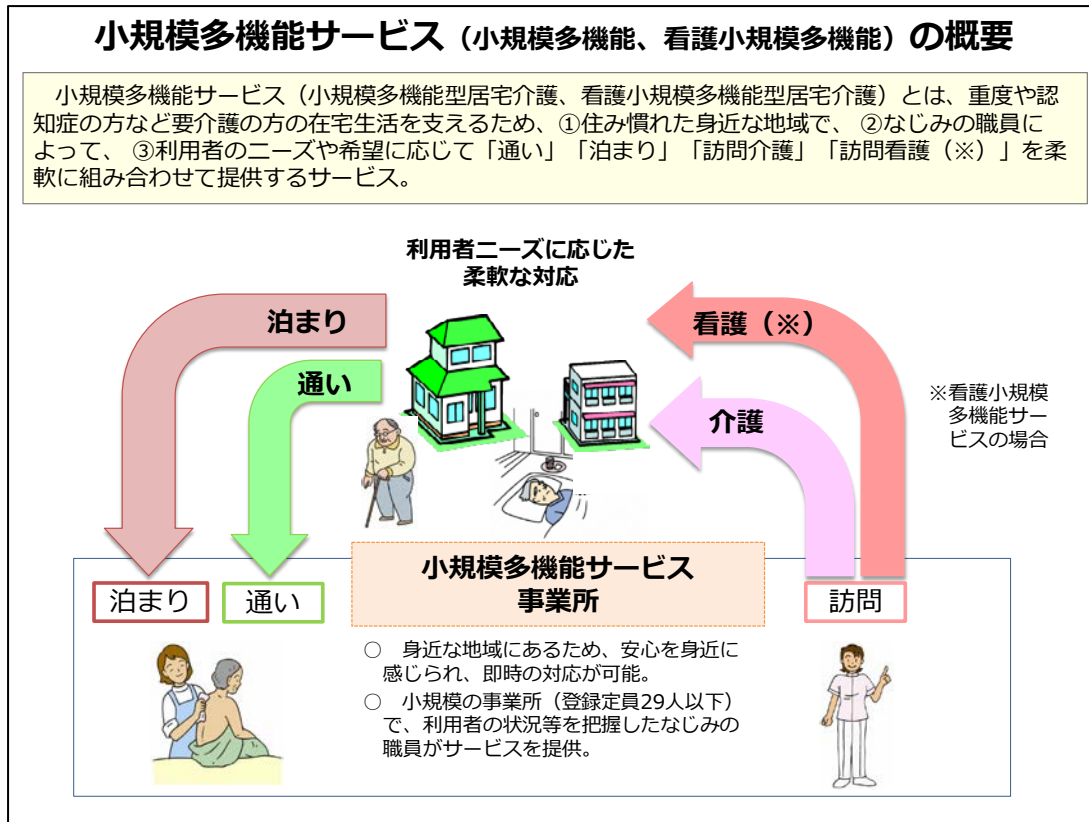 小規模多機能サービス（小規模多機能、看護小規模多機能）の概要
小規模多機能サービス（小規模多機能型居宅介護、看護小規模多機能型居宅介護）とは、重度や認
知症の方など要介護の方の在宅生活を支えるため、①住み慣れた身近な地域で、 ②なじみの職員に
よって、 ③利用者のニーズや希望に応じて「通い」「泊まり」「訪問介護」「訪問看護（※）」を柔
軟に組み合わせて提供するサービス。
利用者ニーズに応じた
柔軟な対応
泊まり
通い
看護（※）
介護
※看護小規模
多機能サー
ビスの場合
小規模多機能サービス
事業所
泊まり
通い
訪問
○　身近な地域にあるため、安心を身近に
感じられ、即時の対応が可能。
○　小規模の事業所（登録定員29人以下）
で、利用者の状況等を把握したなじみの
職員がサービスを提供。